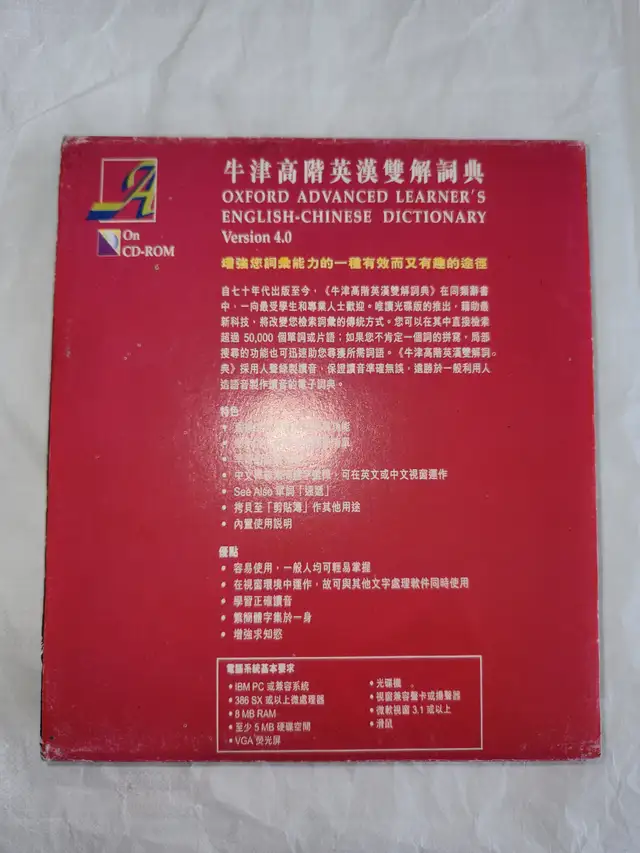 A
On
CD-ROM
牛津高階英漢雙解詞典
OXFORD ADVANCED LEARNER'S
ENGLISH-CHINESE DICTIONARY
Version 4.0
增強您詞彙能力的一種有效而又有趣的途徑
自七十年代出版至今，《牛津高階英漢雙解詞典》在同類辭書
中，一向最受學生和專業人士歡迎。唯讀光碟版的推出，藉助最
新科技，將改變您檢索詞彙的傳統方式。您可以在其中直接檢索
超過 50,000 個單詞或片語；如果您不肯定一個詞的拼寫，局部
搜尋的功能也可迅速助您尋獲所需詞語。《牛津高階英漢雙解詞
典》採用人聲錄製讀音，保證讀音準確無誤，遠勝於一般利用人
造語音製作讀音的電子詞典。
特色
• 中文，可在英文或中文視窗運作
• See Also 單詞「速遞」
• 拷貝至「剪貼簿」作其他用途
• 內置使用說明
優點
• 容易使用，一般人均可輕易掌握
• 在視窗環境中運作，故可與其他文字處理軟件同時使用
• 學習正確讀音
• 繁簡體字集於一身
• 增強求知慾
電腦系統基本要求
• IBM PC 或兼容系統
• 386 SX 或以上微處理器
• 8 MB RAM
• 至少 5 MB 硬碟空間
• VGA 熒光屏
• 光碟機
• 視窗兼容聲卡或揚聲器
• 微軟視窗 3.1 或以上
• 滑鼠